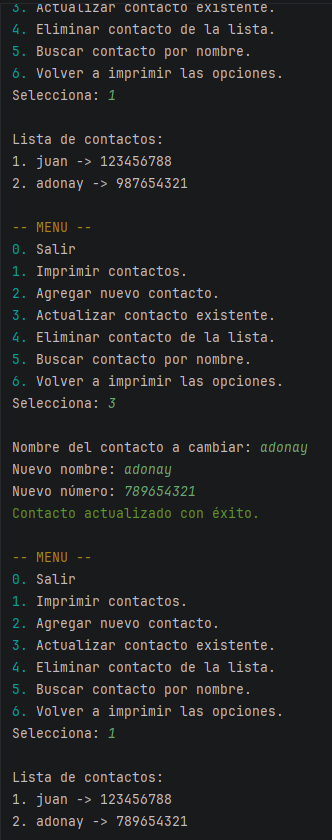 3. Actualizar contacto existente.
4. Eliminar contacto de la lista.
5. Buscar contacto por nombre.
6. Volver a imprimir las opciones.
Selecciona: 1
Lista de contactos:
1. juan -> 123456788
2. adonay -> 987654321
-- MENU --
0. Salir
1. Imprimir contactos.
2. Agregar nuevo contacto.
3. Actualizar contacto existente.
4. Eliminar contacto de la lista.
5. Buscar contacto por nombre.
6. Volver a imprimir las opciones.
Selecciona: 3
Nombre del contacto a cambiar: adonay
Nuevo nombre: adonay
Nuevo número: 789654321
Contacto actualizado con éxito.
-- MENU --
0. Salir
1. Imprimir contactos.
2. Agregar nuevo contacto.
3. Actualizar contacto existente.
4. Eliminar contacto de la lista.
5. Buscar contacto por nombre.
6. Volver a imprimir las opciones.
Selecciona: 1
Lista de contactos:
1. juan -> 123456788
2. adonay -> 789654321